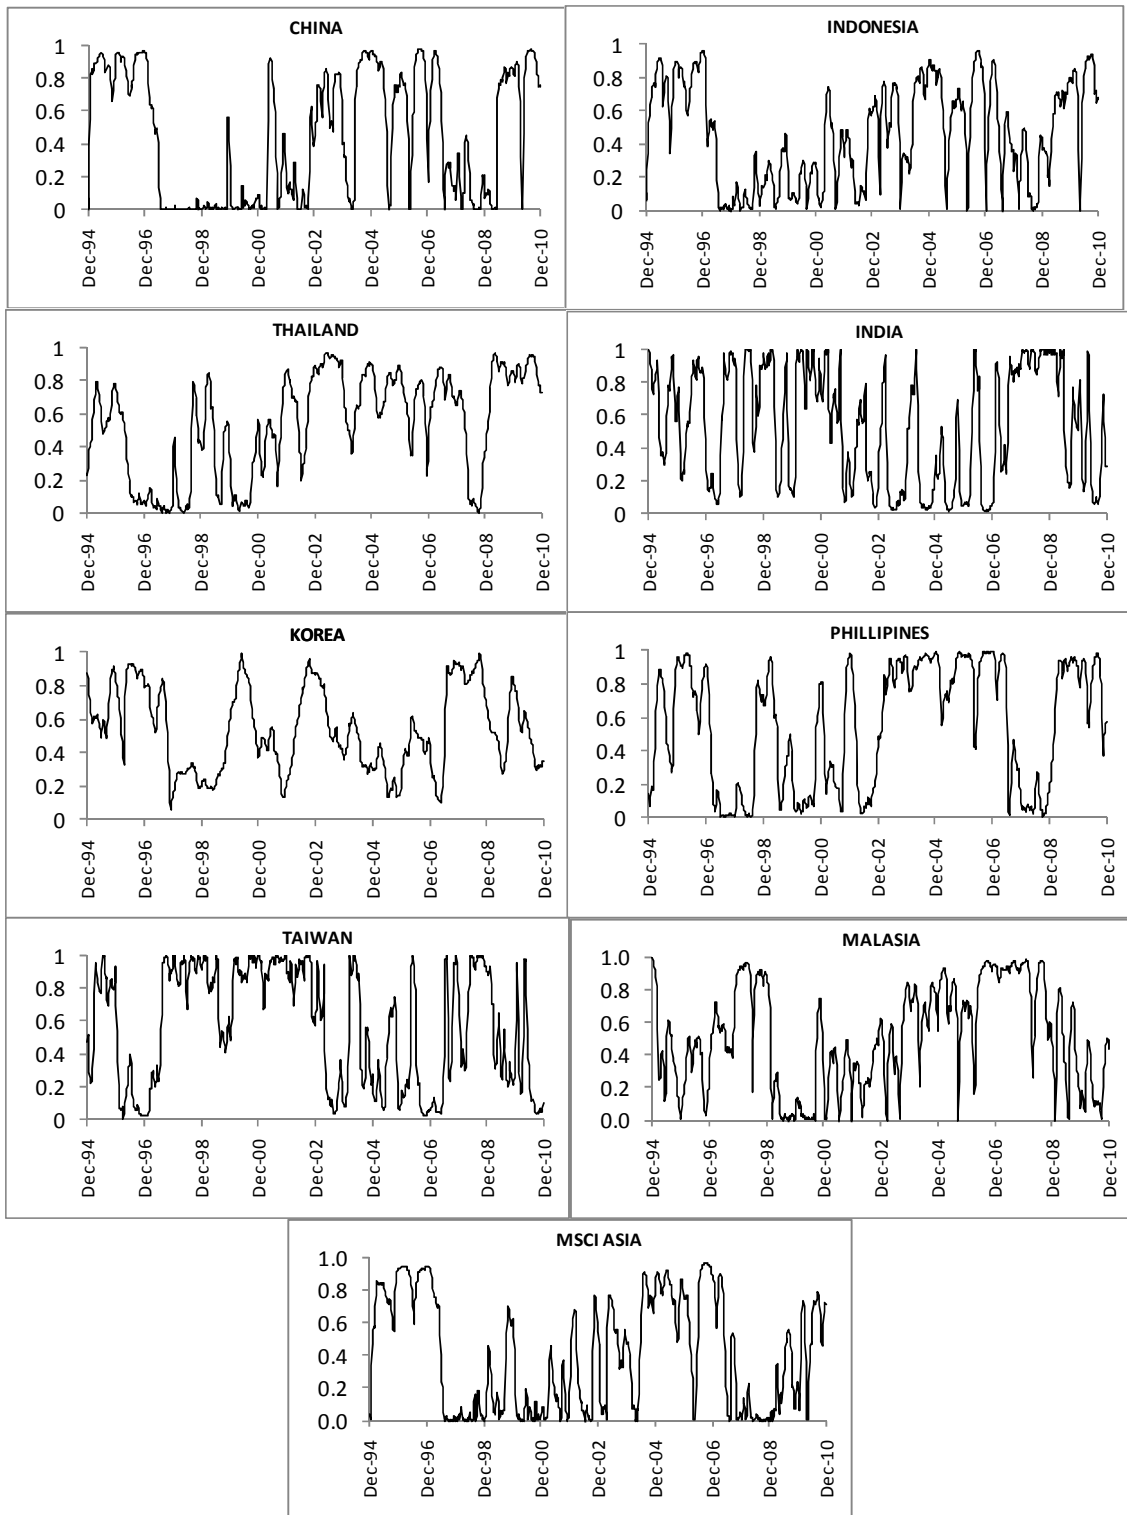 CHINA
1
0.8
0.6
0.4
0.2
0
Dec-94
Dec-96
Dec-98
Dec-00
Dec-02
Dec-04
Dec-06
Dec-08
Dec-10
INDONESIA
1
0.8
0.6
0.4
0.2
0
Dec-94
Dec-96
Dec-98
Dec-00
Dec-02
Dec-04
Dec-06
Dec-08
Dec-10
THAILAND
1
0.8
0.6
0.4
0.2
0
Dec-94
Dec-96
Dec-98
Dec-00
Dec-02
Dec-04
Dec-06
Dec-08
Dec-10
INDIA
1
0.8
0.6
0.4
0.2
0
Dec-94
Dec-96
Dec-98
Dec-00
Dec-02
Dec-04
Dec-06
Dec-08
Dec-10
KOREA
1
0.8
0.6
0.4
0.2
0
Dec-94
Dec-96
Dec-98
Dec-00
Dec-02
Dec-04
Dec-06
Dec-08
Dec-10
PHILLIPINES
1
0.8
0.6
0.4
0.2
0
Dec-94
Dec-96
Dec-98
Dec-00
Dec-02
Dec-04
Dec-06
Dec-08
Dec-10
TAIWAN
1
0.8
0.6
0.4
0.2
0
Dec-94
Dec-96
Dec-98
Dec-00
Dec-02
Dec-04
Dec-06
Dec-08
Dec-10
MALASIA
1.0
0.8
0.6
0.4
0.2
0.0
Dec-94
Dec-96
Dec-98
Dec-00
Dec-02
Dec-04
Dec-06
Dec-08
Dec-10
MSCI ASIA
1.0
0.8
0.6
0.4
0.2
0.0
Dec-94
Dec-96
Dec-98
Dec-00
Dec-02
Dec-04
Dec-06
Dec-08
Dec-10